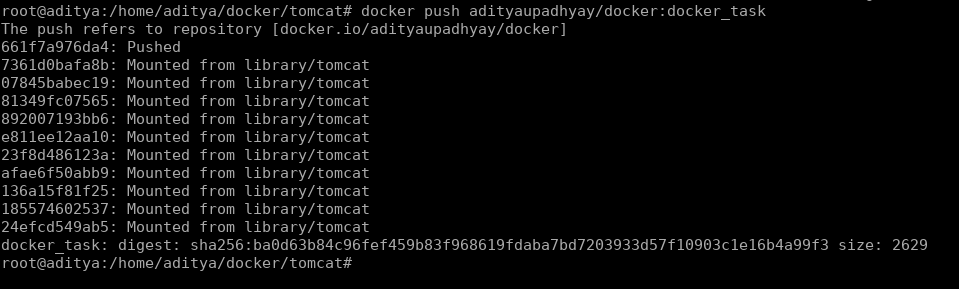 root@aditya:/home/aditya/docker/tomcat# docker push adityaupadhyay/docker:docker_task
The push refers to repository [docker.io/adityaupadhyay/docker]
661f7a976da4: Pushed
7361d0bafa8b: Mounted from library/tomcat
07845babec19: Mounted from library/tomcat
81349fc07565: Mounted from library/tomcat
892007193bb6: Mounted from library/tomcat
e811ee12aa10: Mounted from library/tomcat
23f8d486123a: Mounted from library/tomcat
afae6f50abb9: Mounted from library/tomcat
136a15f81f25: Mounted from library/tomcat
185574602537: Mounted from library/tomcat
24efcd549ab5: Mounted from library/tomcat
docker_task: digest: sha256:ba0d63b84c96fef459b83f968619fdaba7bd7203933d57f10903c1e16b4a99f3 size: 2629
root@aditya:/home/aditya/docker/tomcat#